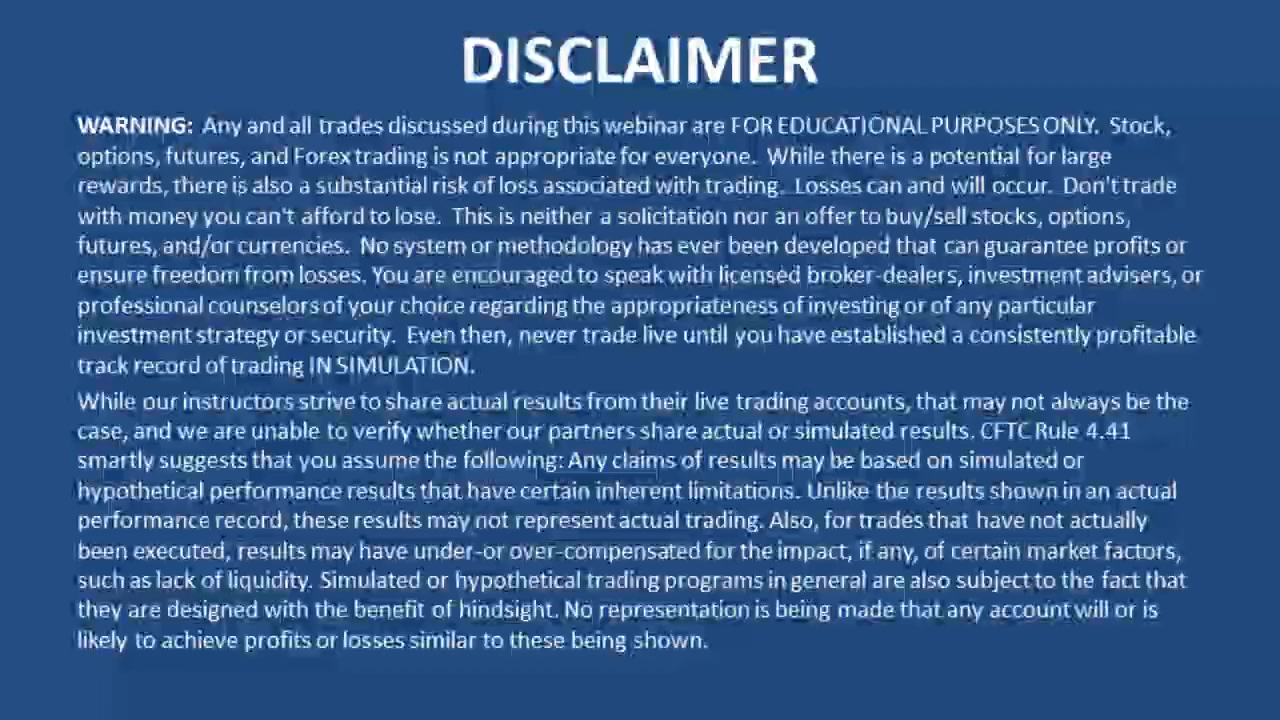 DISCLAIMER
WARNING: Any and all trades discussed during this webinar are FOR EDUCATIONAL PURPOSES ONLY. Stock,
options, futures, and Forex trading is not appropriate for everyone. While there is a potential for large
rewards, there is also a substantial risk of loss associated with trading. Losses can and will occur. Don't trade
with money you can't afford to lose. This is neither a solicitation nor an offer to buy/sell stocks, options,
futures, and/or currencies. No system or methodology has ever been developed that can guarantee profits or
ensure freedom from losses. You are encouraged to speak with licensed broker-dealers, investment advisers, or
professional counselors of your choice regarding the appropriateness of investing or of any particular
investment strategy or security. Even then, never trade live until you have established a consistently profitable
track record of trading IN SIMULATION.
While our instructors strive to share actual results from their live trading accounts, that may not always be the
case, and we are unable to verify whether our partners share actual or simulated results. CFTC Rule 4.41
smartly suggests that you assume the following: Any claims of results may be based on simulated or
hypothetical performance results that have certain inherent limitations. Unlike the results shown in an actual
performance record, these results may not represent actual trading. Also, for trades that have not actually
been executed, results may have under-or over-compensated for the impact, if any, of certain market factors,
such as lack of liquidity. Simulated or hypothetical trading programs in general are also subject to the fact that
they are designed with the benefit of hindsight. No representation is being made that any account will or is
likely to achieve profits or losses similar to these being shown.